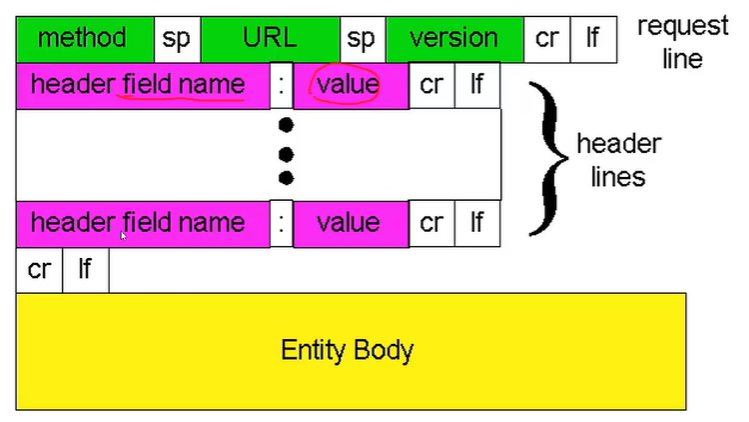 method sp URL sp version cr lf request line
header field name : value cr lf
header lines
header field name : value cr lf
cr lf
Entity Body